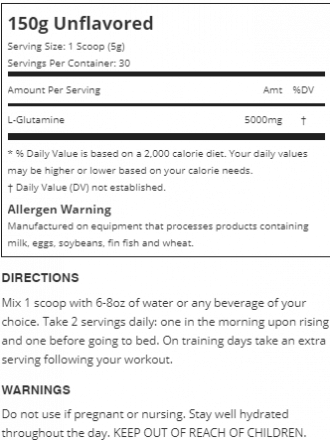 150g Unflavored
Serving Size: 1 Scoop (5g)
Servings Per Container: 30
Amount Per Serving Amt %DV
L-Glutamine 5000mg †
* % Daily Value is based on a 2,000 calorie diet. Your daily values
may be higher or lower based on your calorie needs.
† Daily Value (DV) not established.
Allergen Warning
Manufactured on equipment that processes products containing
milk, eggs, soybeans, fin fish and wheat.
DIRECTIONS
Mix 1 scoop with 6-8oz of water or any beverage of your
choice. Take 2 servings daily: one in the morning upon rising
and one before going to bed. On training days take an extra
serving following your workout.
WARNINGS
Do not use if pregnant or nursing. Stay well hydrated
throughout the day. KEEP OUT OF REACH OF CHILDREN.